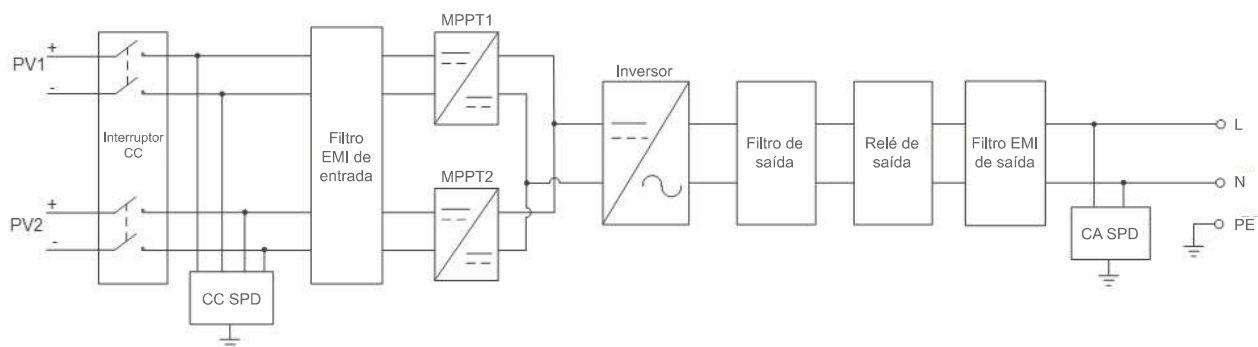 PV1
+
-
PV2
+
-
Interruptor
CC
CC SPD
Filtro
EMI de
entrada
MPPT1
MPPT2
Inversor
Filtro de
saída
Relé de
saída
Filtro EMI
de saída
CA SPD
L
N
PE